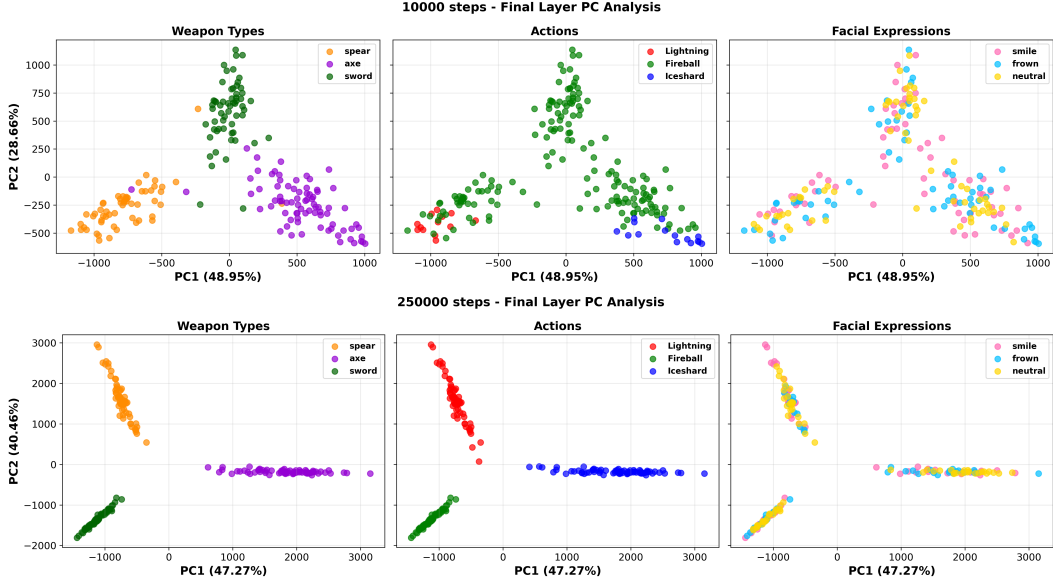 10000 steps - Final Layer PC Analysis
Weapon Types
Actions
Facial Expressions
spear
axe
sword
Lightning
Fireball
Iceshard
smile
frown
neutral
PC2 (28.66%)
1000
750
500
250
0
−250
−500
−1000 −500 0 500 1000
−1000 −500 0 500 1000
−1000 −500 0 500 1000
PC1 (48.95%)
PC1 (48.95%)
PC1 (48.95%)
250000 steps - Final Layer PC Analysis
Weapon Types
Actions
Facial Expressions
spear
axe
sword
Lightning
Fireball
Iceshard
smile
frown
neutral
PC2 (40.46%)
3000
2000
1000
0
−1000
−2000
−1000 0 1000 2000 3000
−1000 0 1000 2000 3000
−1000 0 1000 2000 3000
PC1 (47.27%)
PC1 (47.27%)
PC1 (47.27%)